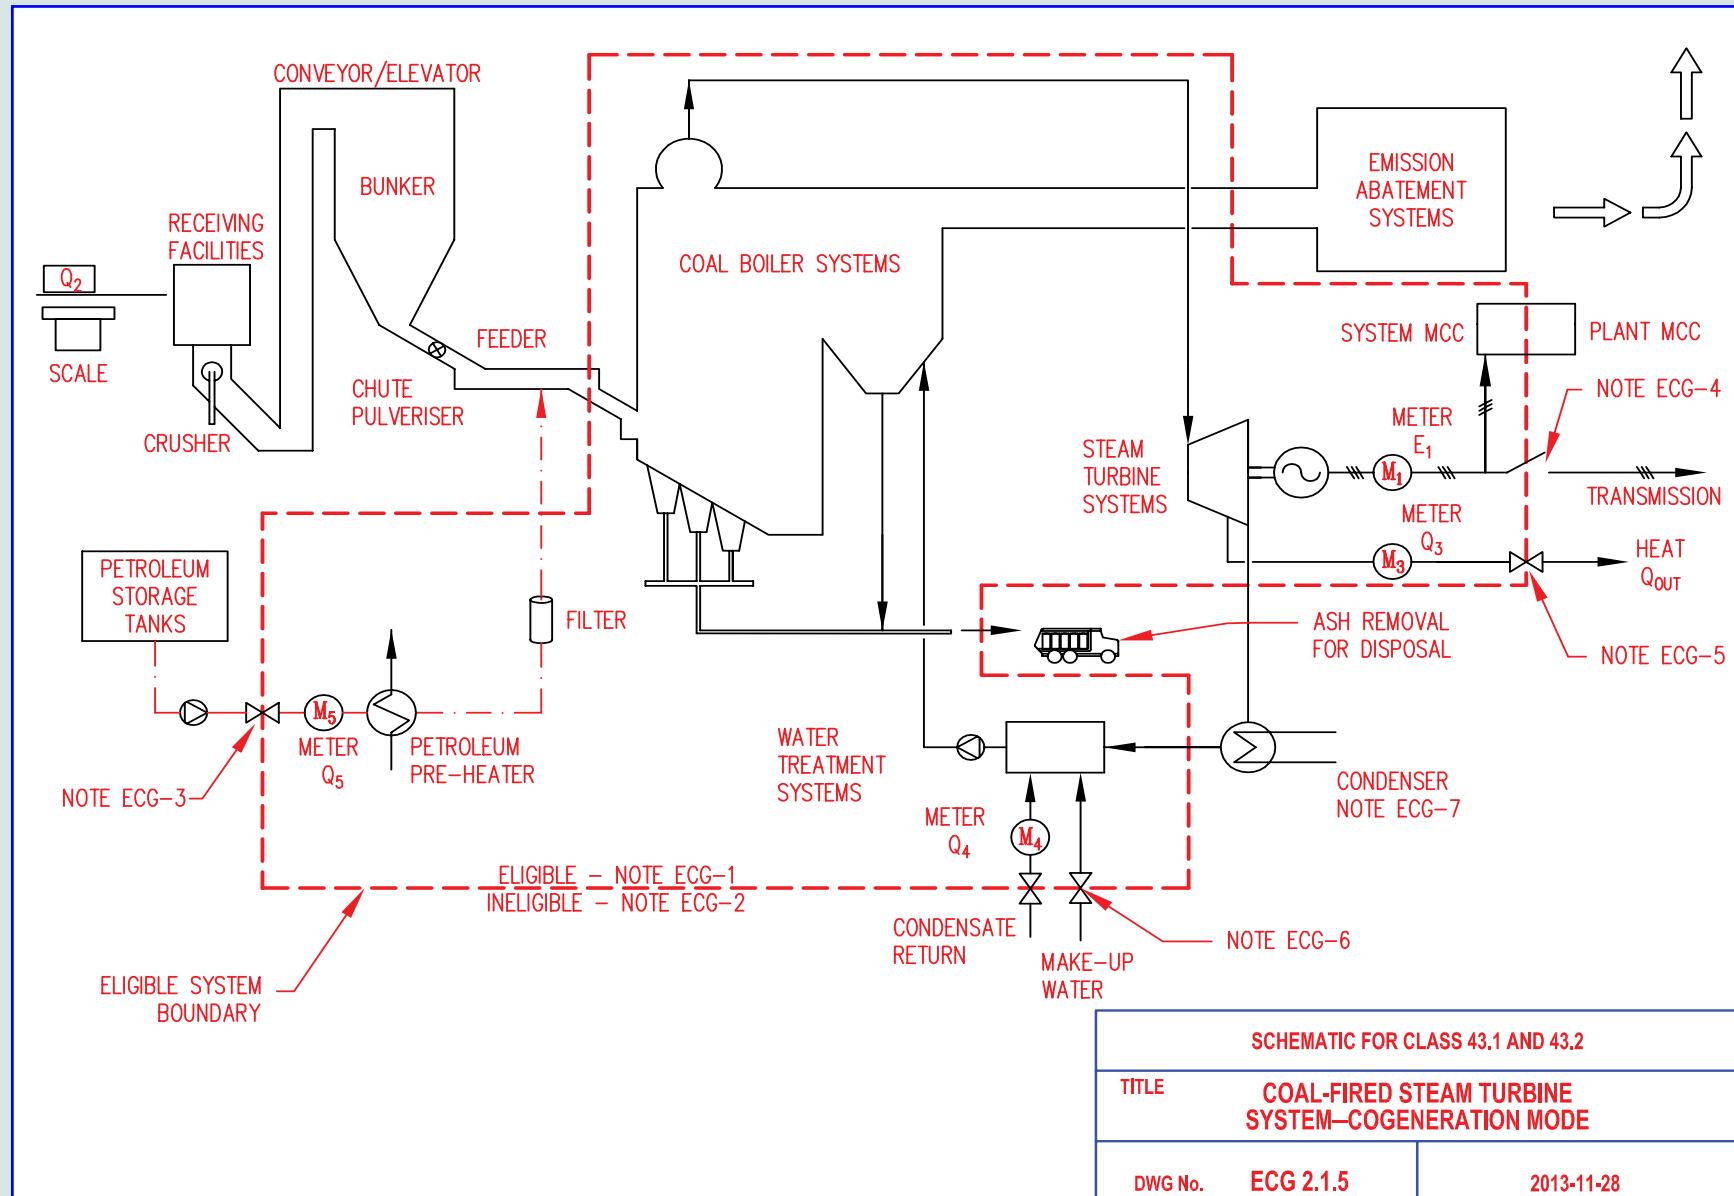 CONVEYOR/ELEVATOR
BUNKER
RECEIVING
FACILITIES
Q2
SCALE
CRUSHER
FEEDER
CHUTE
PULVERISER
COAL BOILER SYSTEMS
EMISSION
ABATEMENT
SYSTEMS
SYSTEM MCC
PLANT MCC
NOTE ECG-4
METER
E1
M1
STEAM
TURBINE
SYSTEMS
TRANSMISSION
METER
Q3
M3
HEAT
QOUT
NOTE ECG-5
PETROLEUM
STORAGE
TANKS
FILTER
ASH REMOVAL
FOR DISPOSAL
M5
METER
Q5
PETROLEUM
PRE-HEATER
NOTE ECG-3
WATER
TREATMENT
SYSTEMS
CONDENSER
NOTE ECG-7
METER
Q4
M4
ELIGIBLE - NOTE ECG-1
INELIGIBLE - NOTE ECG-2
CONDENSATE
RETURN
NOTE ECG-6
MAKE-UP
WATER
ELIGIBLE SYSTEM
BOUNDARY
SCHEMATIC FOR CLASS 43.1 AND 43.2
TITLE
COAL-FIRED STEAM TURBINE
SYSTEM—COGENERATION MODE
DWG No. ECG 2.1.5
2013-11-28